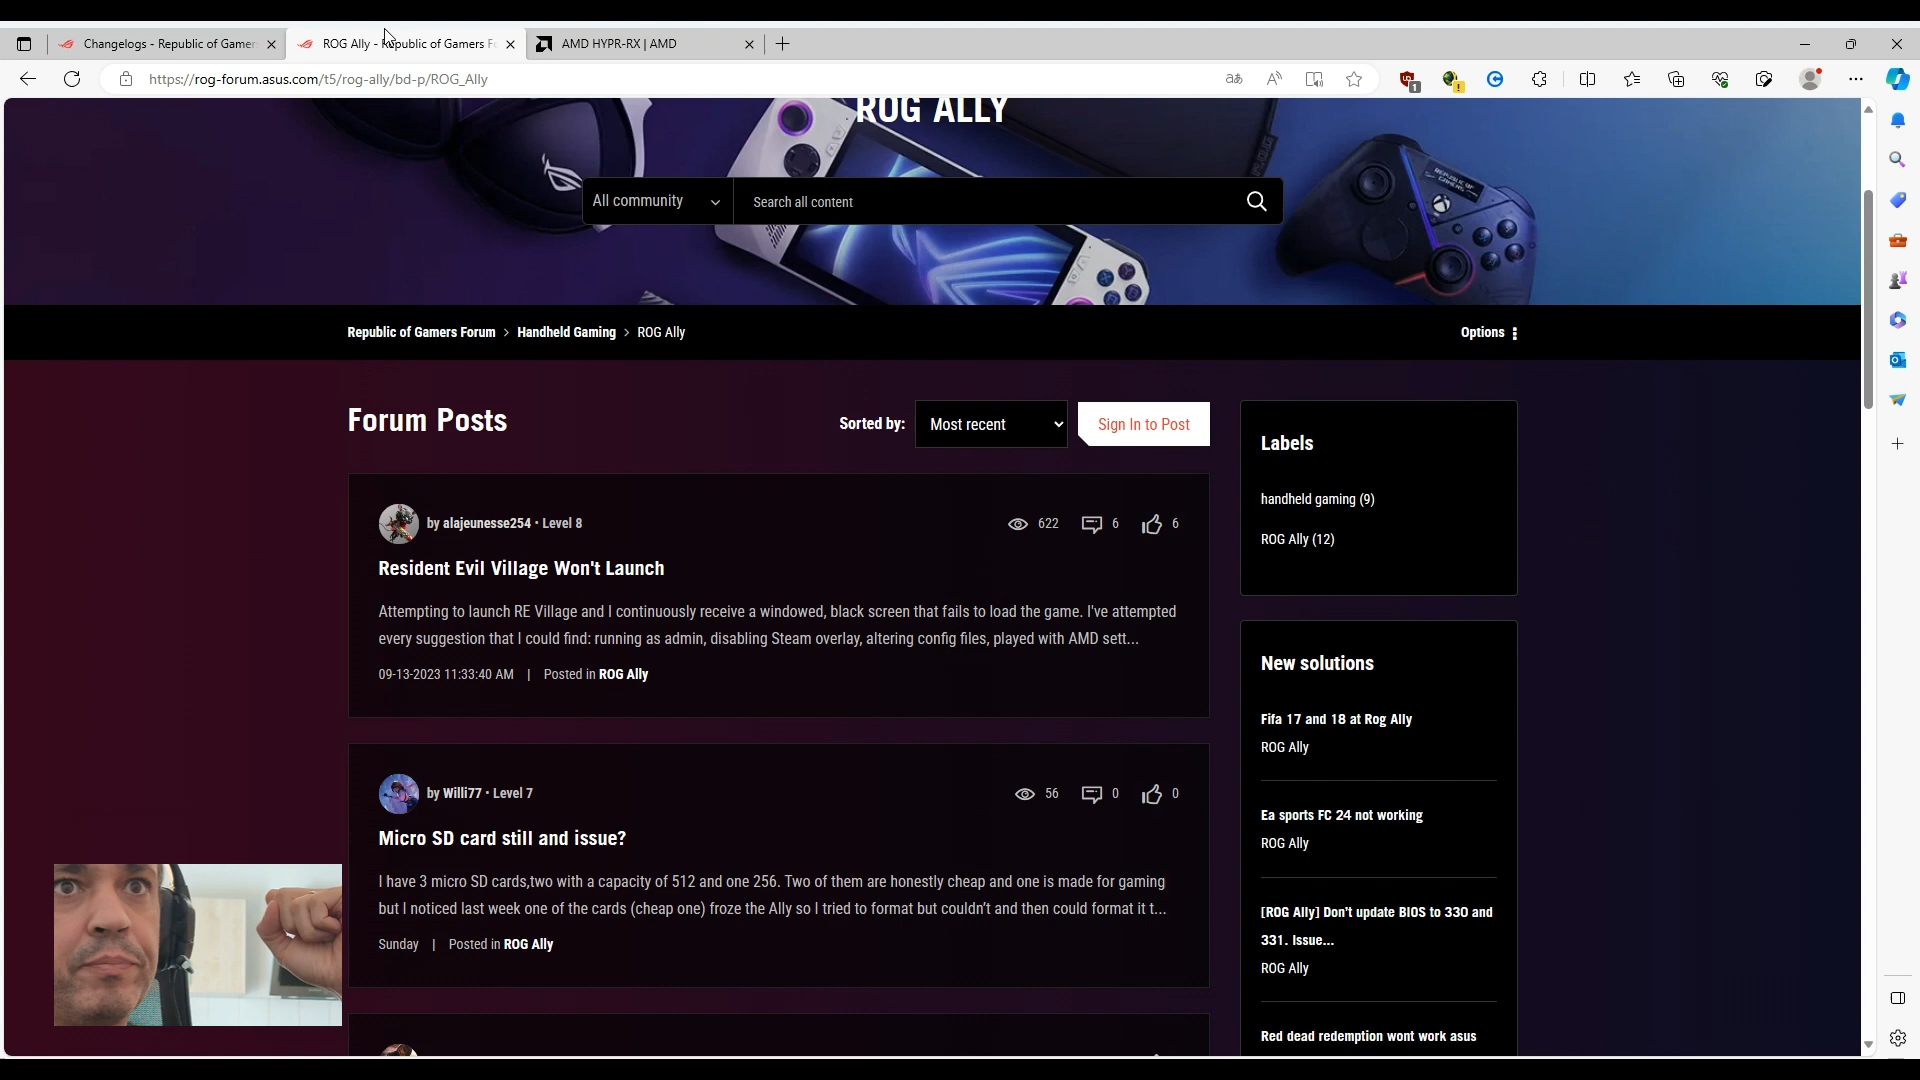 Changelogs - Republic of Gamer
ROG Ally - Republic of Gamers F
AMD HYPR-RX | AMD
https://rog-forum.asus.com/t5/rog-ally/bd-p/ROG_Ally
ROG ALLY
All community
Search all content
Republic of Gamers Forum > Handheld Gaming > ROG Ally
Options
Forum Posts
Sorted by:
Most recent
Sign In to Post
by alajeunesse254 · Level 8
622
6
6
Resident Evil Village Won't Launch
Attempting to launch RE Village and I continuously receive a windowed, black screen that fails to load the game. I've attempted
every suggestion that I could find: running as admin, disabling Steam overlay, altering config files, played with AMD sett...
09-13-2023 11:33:40 AM | Posted in ROG Ally
by Willi77 · Level 7
56
0
0
Micro SD card still and issue?
I have 3 micro SD cards,two with a capacity of 512 and one 256. Two of them are honestly cheap and one is made for gaming
but I noticed last week one of the cards (cheap one) froze the Ally so I tried to format but couldn't and then could format it t...
Sunday | Posted in ROG Ally
Labels
handheld gaming (9)
ROG Ally (12)
New solutions
Fifa 17 and 18 at Rog Ally
ROG Ally
Ea sports FC 24 not working
ROG Ally
[ROG Ally] Don't update BIOS to 330 and
331. Issue...
ROG Ally
Red dead redemption wont work asus